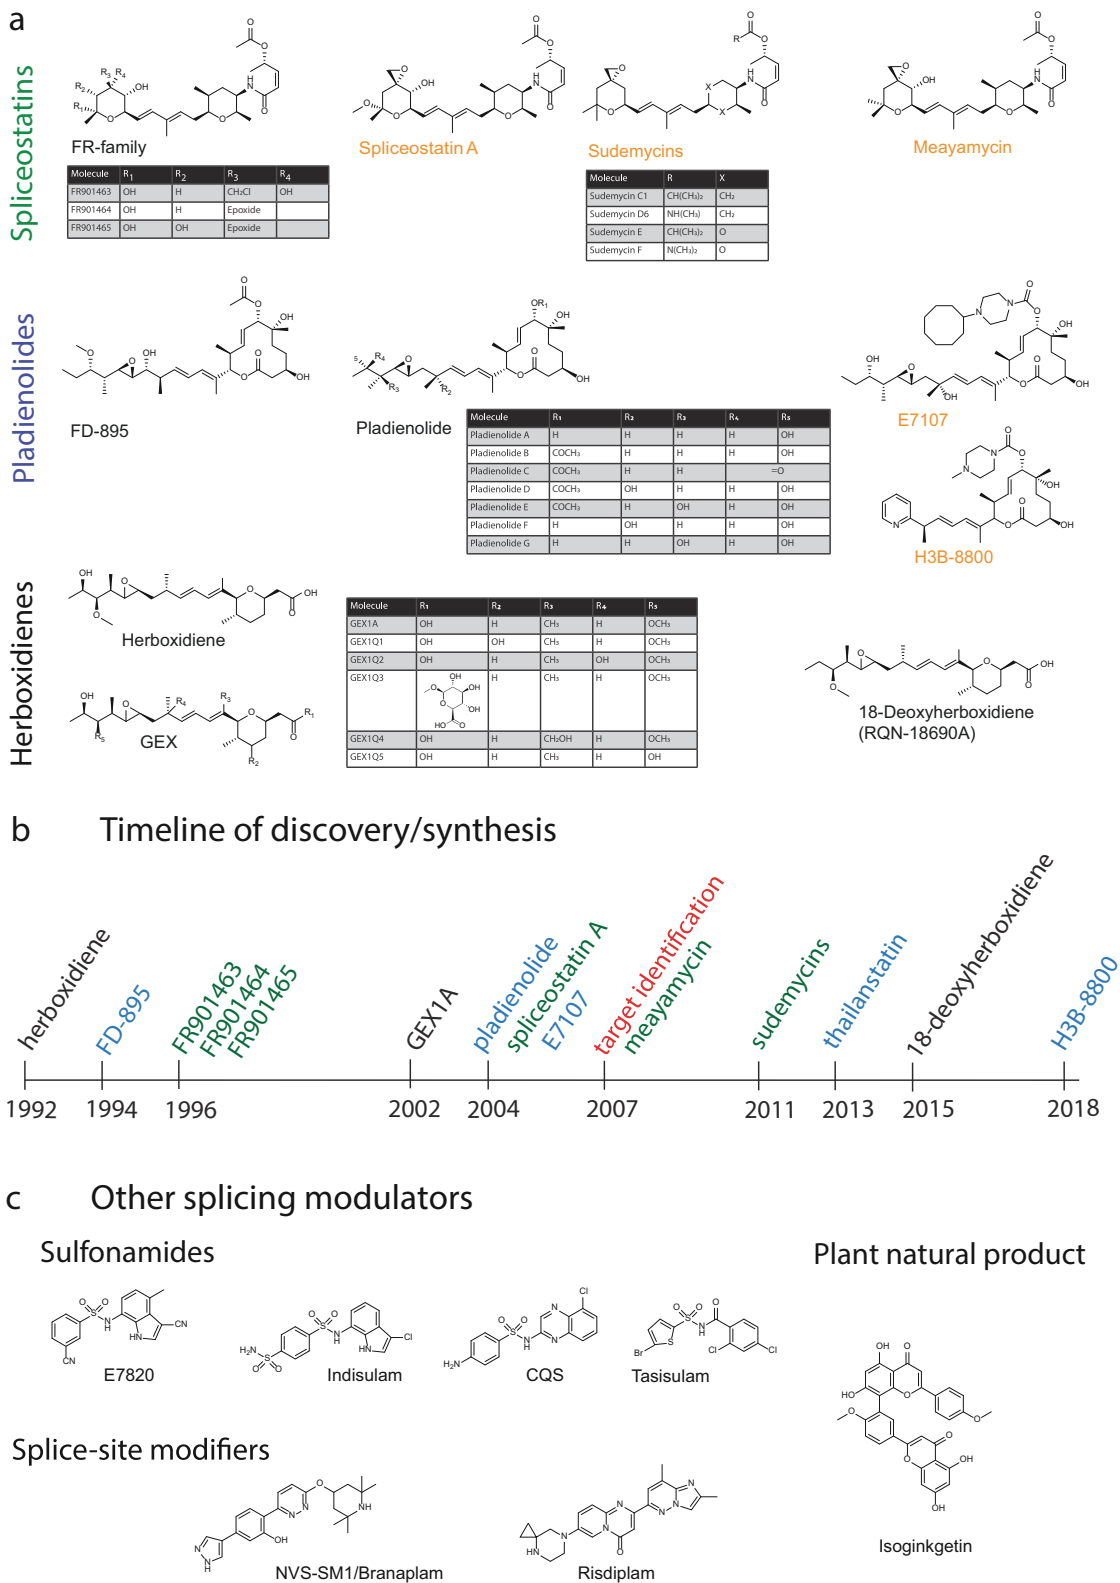 a
Spliceostatins
FR-family
Spliceostatin A
Sudemycins
Meayamycin
Molecule R1 R2 R3 R4
FR901463 OH H CH2Cl OH
FR901464 OH H Epoxide
FR901465 OH OH Epoxide
Molecule R X
Sudemycin C1 CH(CH₃)₂ CH₂
Sudemycin D6 NH(CH₃) CH₂
Sudemycin E CH(CH₃)₂ O
Sudemycin F N(CH₃)₂ O
Pladienolides
FD-895
Pladienolide
E7107
H3B-8800
Molecule R₁ R₂ R₃ R₄ R₅
Pladienolide A H H H H OH
Pladienolide B COCH₃ H H H OH
Pladienolide C COCH₃ H H =O
Pladienolide D COCH₃ OH H H OH
Pladienolide E COCH₃ H OH H OH
Pladienolide F H OH H H OH
Pladienolide G H H OH H OH
Herboxidienes
Herboxidiene
GEX
Molecule R₁ R₂ R₃ R₄ R₅
GEX1A OH H CH₃ H OCH₃
GEX1Q1 OH OH CH₃ H OCH₃
GEX1Q2 OH H CH₃ OH OCH₃
GEX1Q3 H CH₃ H OCH₃
GEX1Q4 OH H CH₂OH H OCH₃
GEX1Q5 OH H CH₃ H OH
18-Deoxyherboxidiene
(RQN-18690A)
b Timeline of discovery/synthesis
herboxidiene
FD-895
FR901463
FR901464
FR901465
GEX1A
pladienolide
spliceostatin A
E7107
target identification
meayamycin
sudemycins
thailanstatin
18-deoxyherboxidiene
H3B-8800
1992 1994 1996 2002 2004 2007 2011 2013 2015 2018
c Other splicing modulators
Sulfonamides
Plant natural product
E7820
Indisulam
CQS
Tasisulam
Splice-site modifiers
NVS-SM1/Branaplam
Risdiplam
Isoginkgetin